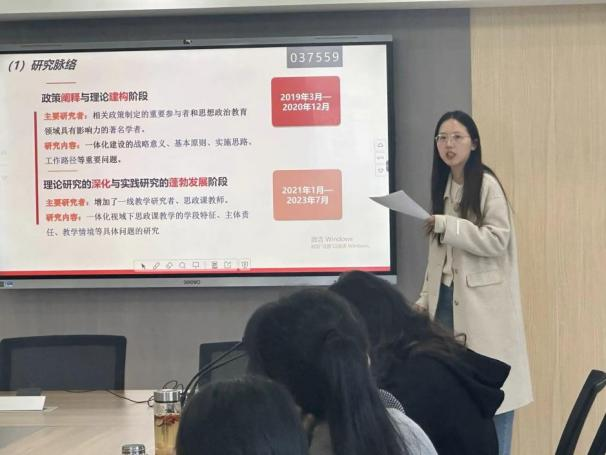 （1）研究脉络
037559
政策阐释与理论建构阶段
主要研究者：相关政策制定的重要参与者和思想政治教育
领域具有影响力的著名学者。
研究内容：一体化建设的战略意义、基本原则、实施思路、
工作路径等重要问题。
2019年3月—
2020年12月
理论研究的深化与实践研究的蓬勃发展阶段
主要研究者：增加了一线教学研究者、思政课教师。
研究内容：一体化视域下思政课教学的学段特征、主体责
任、教学情境等具体问题的研究
2021年1月—
2023年7月
激活 Windows
seewo